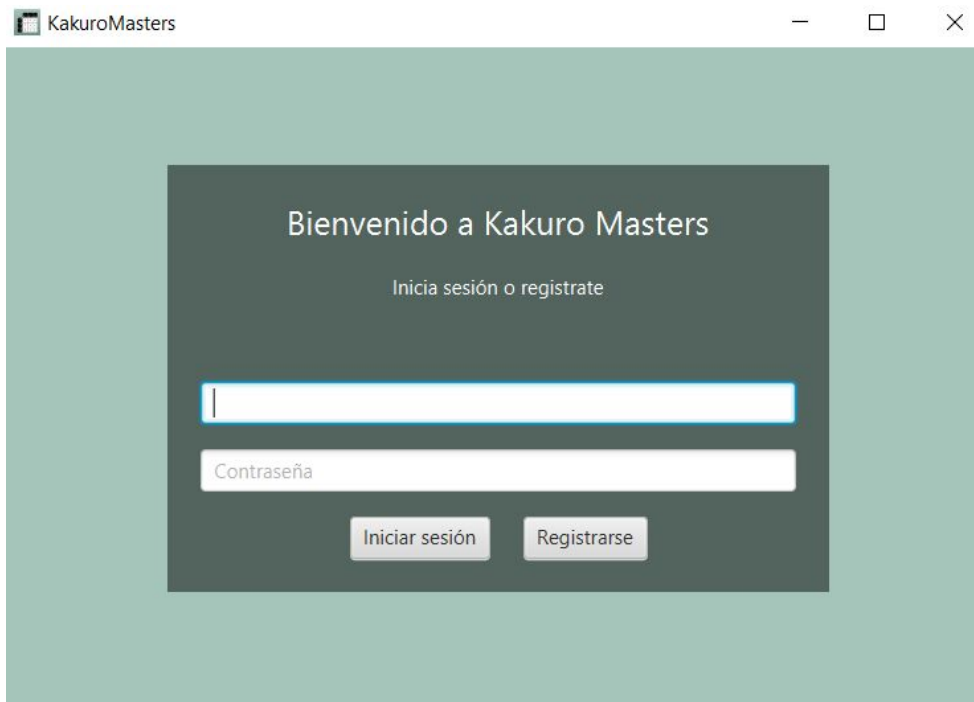 KakuroMasters
Bienvenido a Kakuro Masters
Inicia sesión o registrate
Contraseña
Iniciar sesión Registrarse